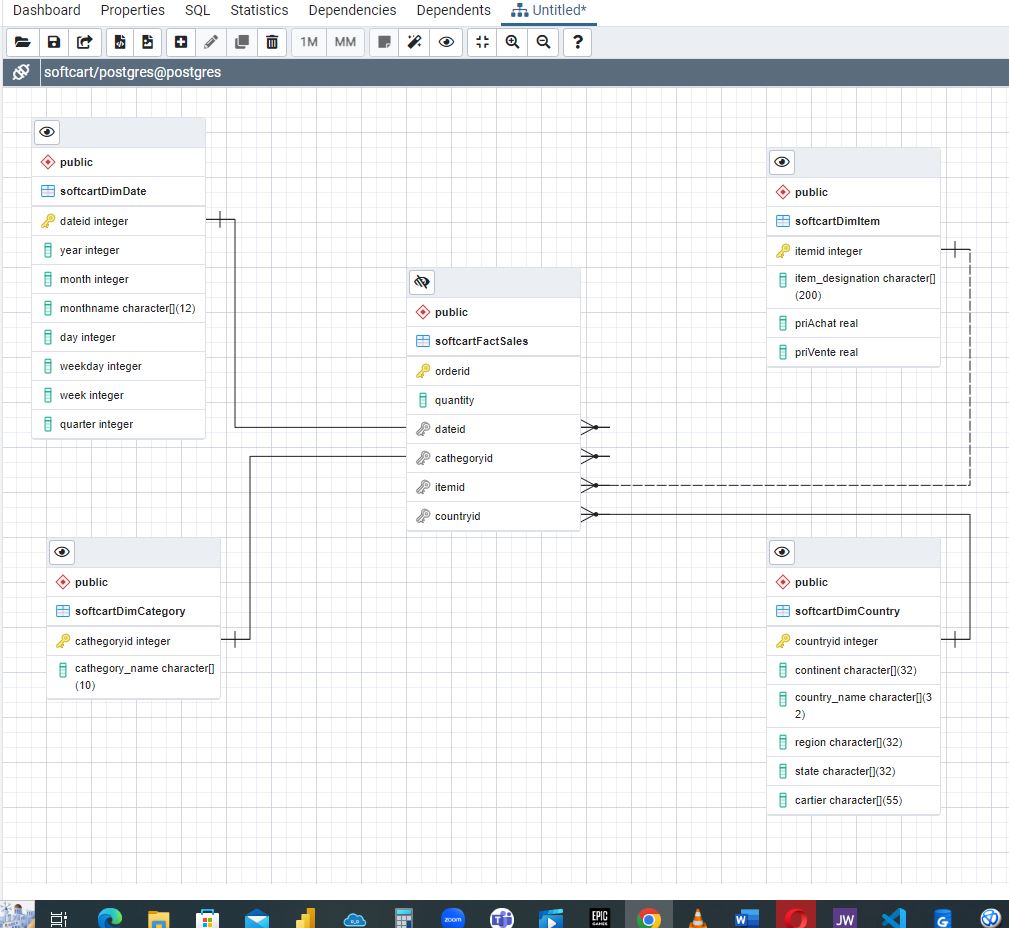 Dashboard Properties SQL Statistics Dependencies Dependents Untitled*
1M MM ?
softcart/postgres@postgres
public
softcartDimDate
dateid integer
year integer
month integer
monthname character[](12)
day integer
weekday integer
week integer
quarter integer
public
softcartFactSales
orderid
quantity
dateid
cathegoryid
itemid
countryid
public
softcartDimItem
itemid integer
item_designation character[]
(200)
priAchat real
priVente real
public
softcartDimCategory
cathegoryid integer
cathegory_name character[]
(10)
public
softcartDimCountry
countryid integer
continent character[](32)
country_name character[](3
2)
region character[](32)
state character[](32)
cartier character[](55)
zoom EPIC GAMES W JW G